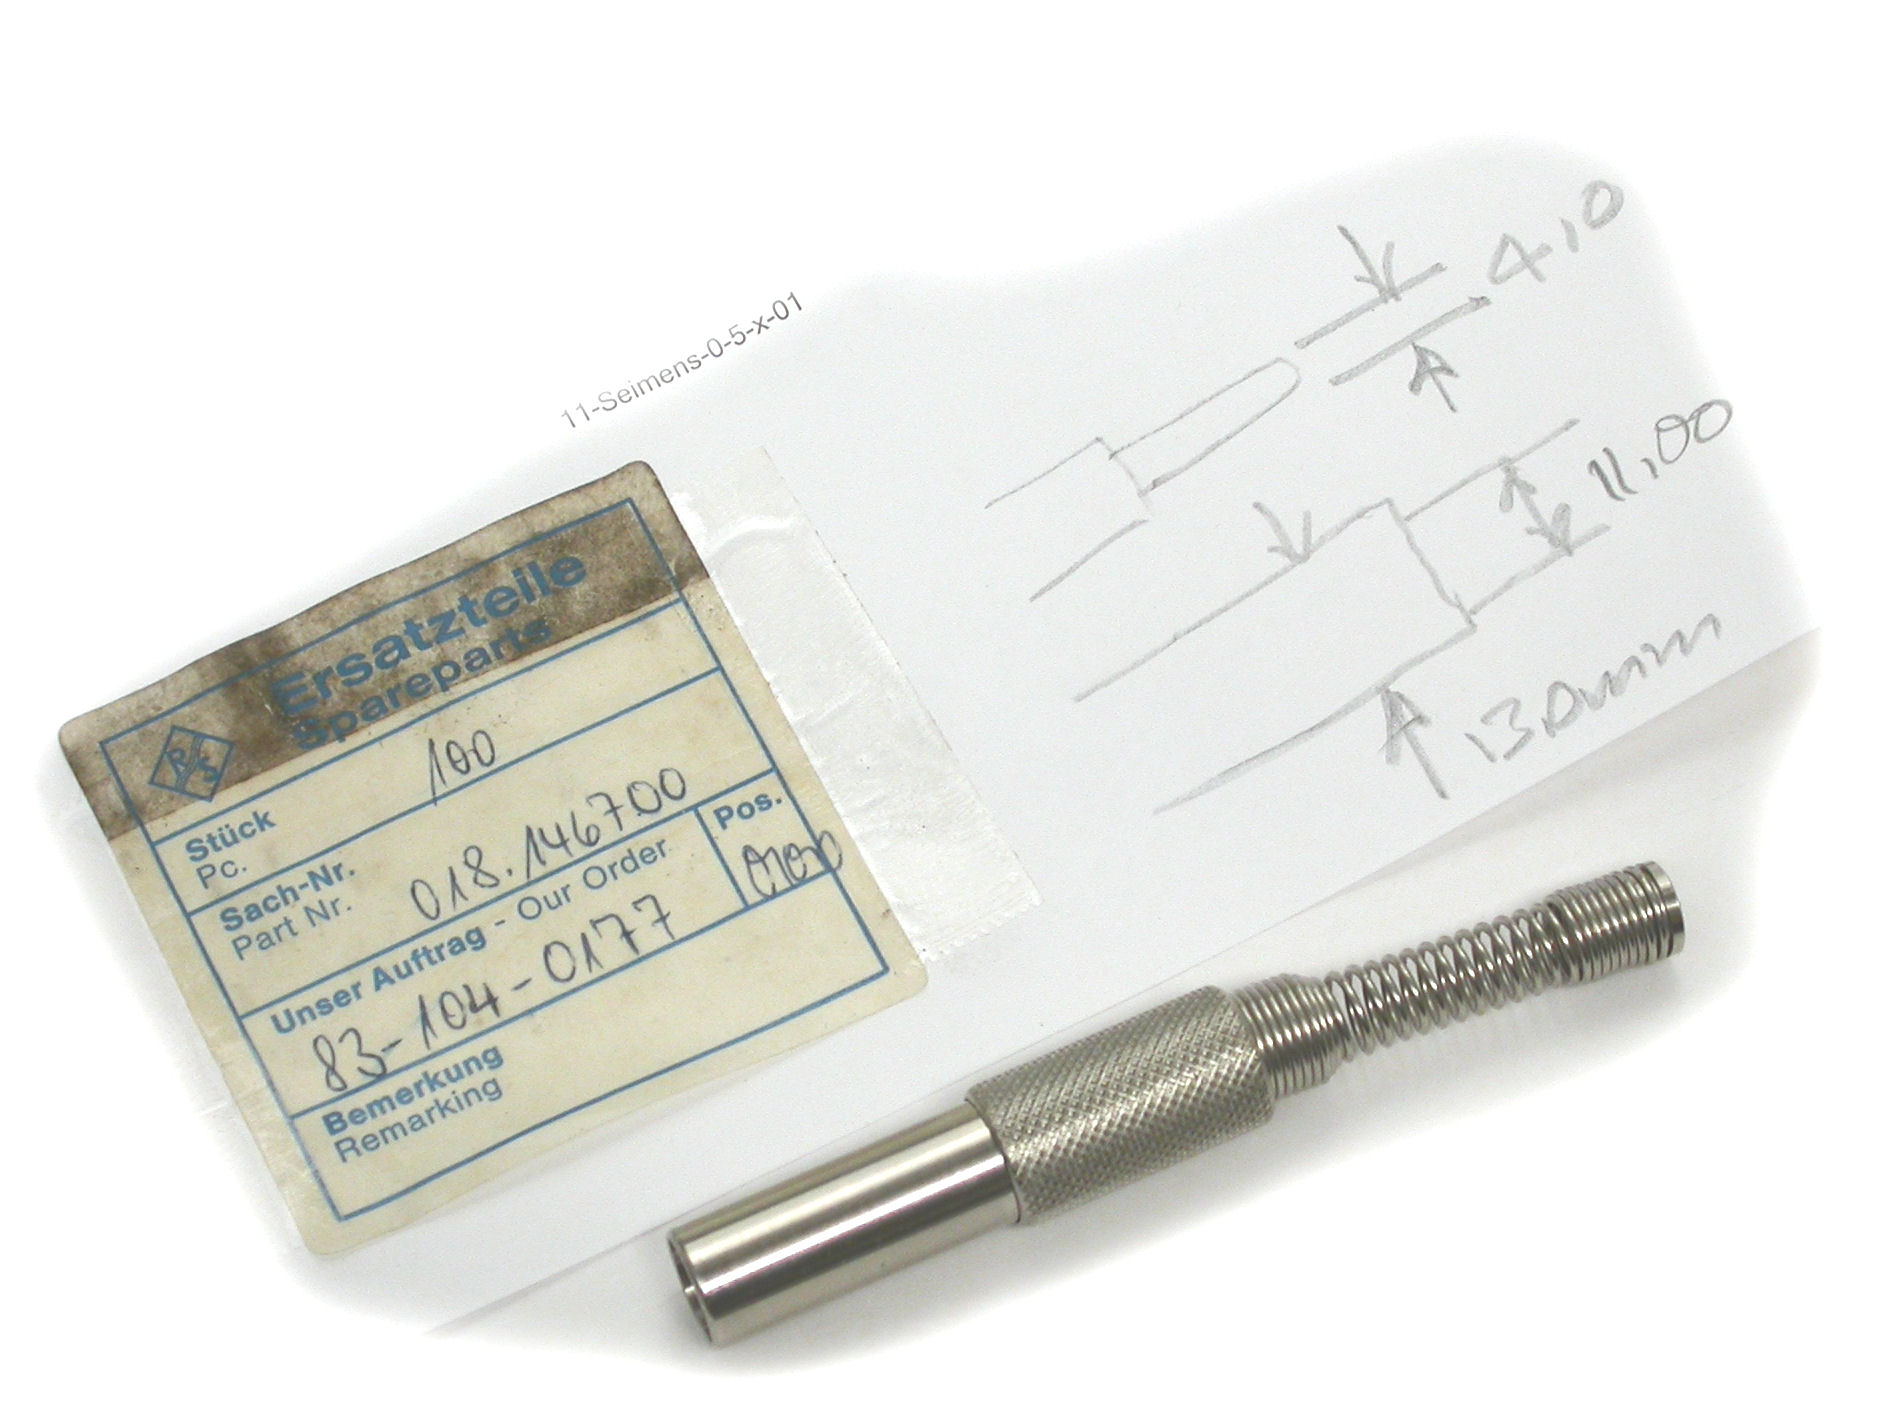 11-Seimens-0-5-x-01
4.10
11,00
13.0mm
Ersatzteile
Spareparts
R/S
Stück 100
Pc.
Sach-Nr. 018.1467.00
Part Nr.
Pos.
Unser Auftrag - Our Order
83-104-0177
Bemerkung
Remarking